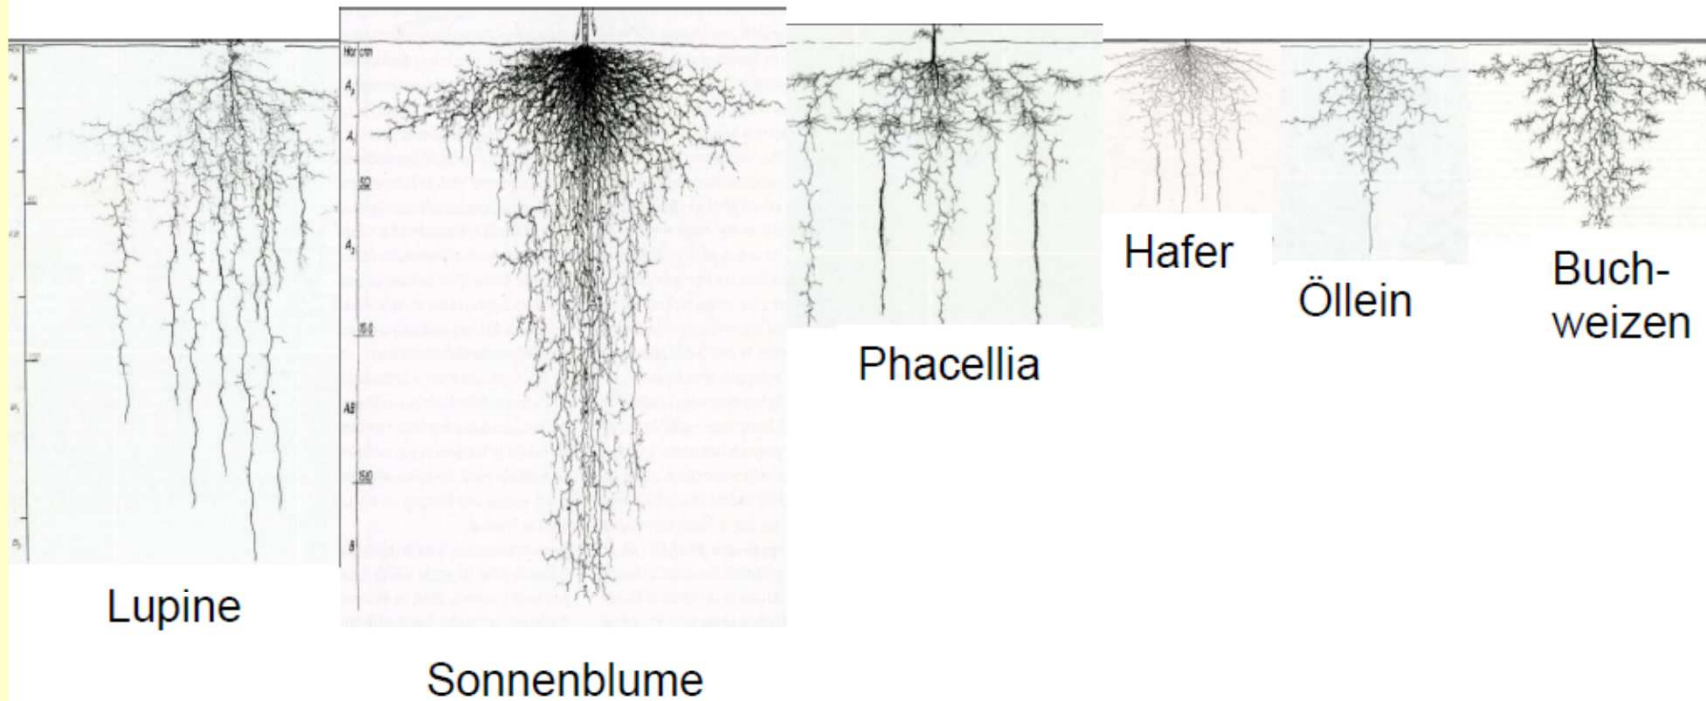 Lupine
Sonnenblume
Phacellia
Hafer
Öllein
Buch-
weizen